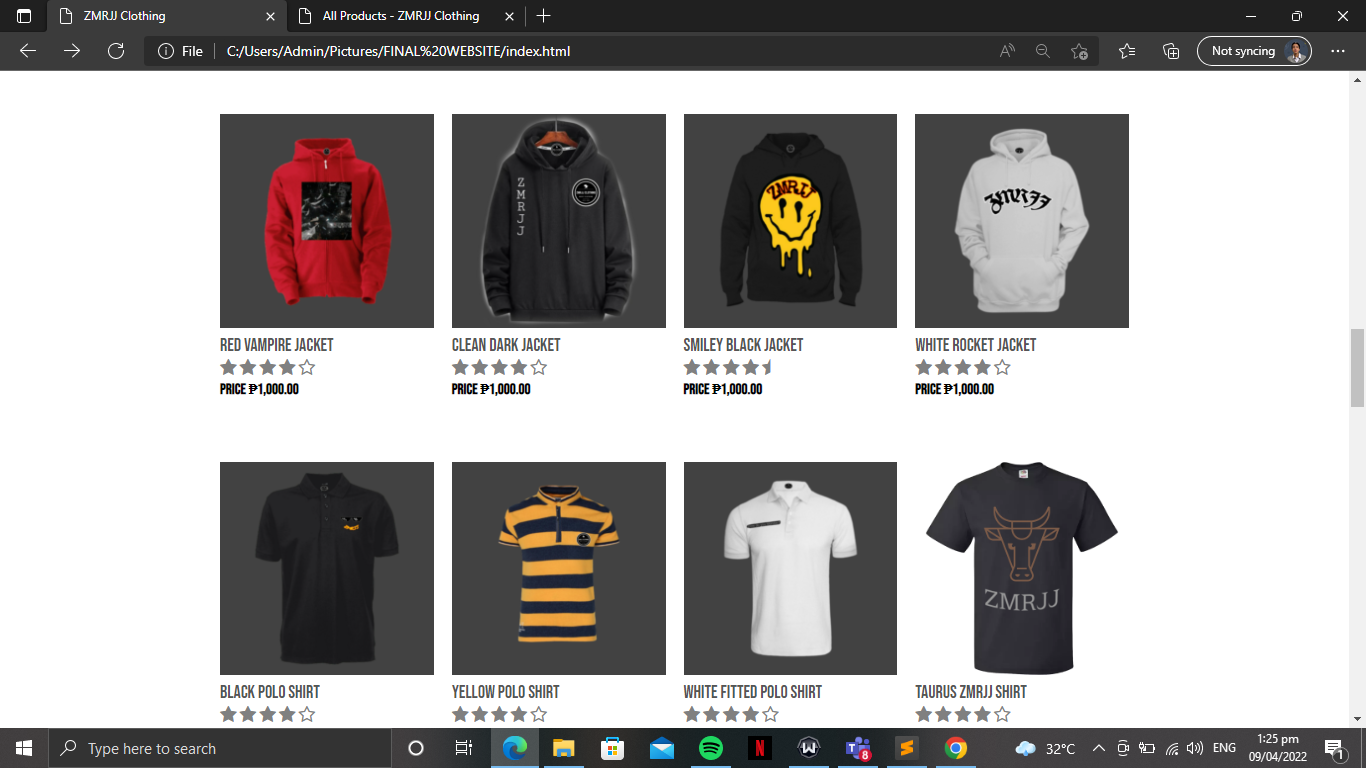 ZMRJJ Clothing
All Products - ZMRJJ Clothing
File
C:/Users/Admin/Pictures/FINAL%20WEBSITE/index.html
Not syncing
ZMRJJ
ZMRJJ
ZMRJJ
RED VAMPIRE JACKET
CLEAN DARK JACKET
SMILEY BLACK JACKET
WHITE ROCKET JACKET
PRICE ₱1,000.00
PRICE ₱1,000.00
PRICE ₱1,000.00
PRICE ₱1,000.00
ZMRJJ
BLACK POLO SHIRT
YELLOW POLO SHIRT
WHITE FITTED POLO SHIRT
TAURUS ZMRJJ SHIRT
Type here to search
8
32°C
ENG
1:25 pm
09/04/2022
1